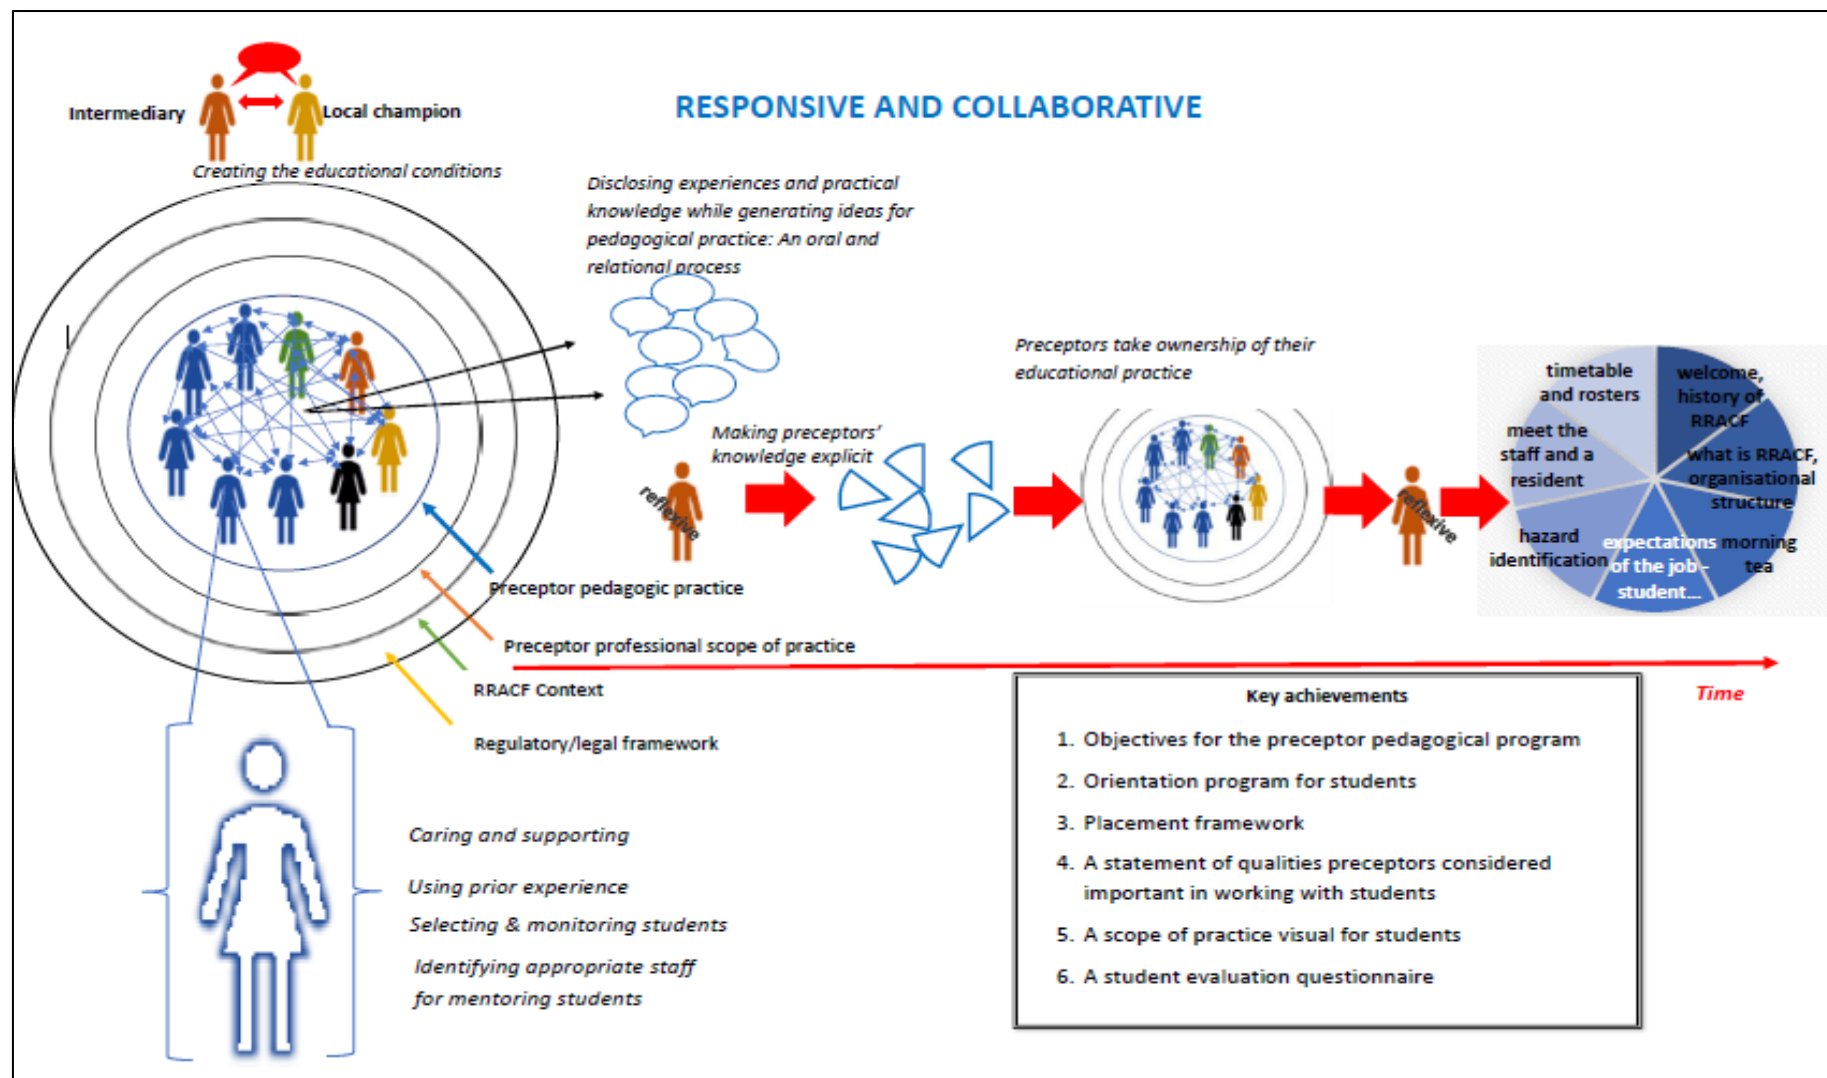 RESPONSIVE AND COLLABORATIVE
Intermediary
Local champion
Creating the educational conditions
Disclosing experiences and practical
knowledge while generating ideas for
pedagogical practice: An oral and
relational process
Making preceptors'
knowledge explicit
reflexive
Preceptors take ownership of their
educational practice
reflexive
timetable
and rosters
welcome,
history of
RRACF
meet the
staff and a
resident
what is RRACF,
organisational
structure
hazard
identification
expectations
of the job -
student...
morning
tea
Preceptor pedagogic practice
Preceptor professional scope of practice
RRACF Context
Regulatory/legal framework
Time
Caring and supporting
Using prior experience
Selecting & monitoring students
Identifying appropriate staff
for mentoring students
Key achievements
1. Objectives for the preceptor pedagogical program
2. Orientation program for students
3. Placement framework
4. A statement of qualities preceptors considered
important in working with students
5. A scope of practice visual for students
6. A student evaluation questionnaire